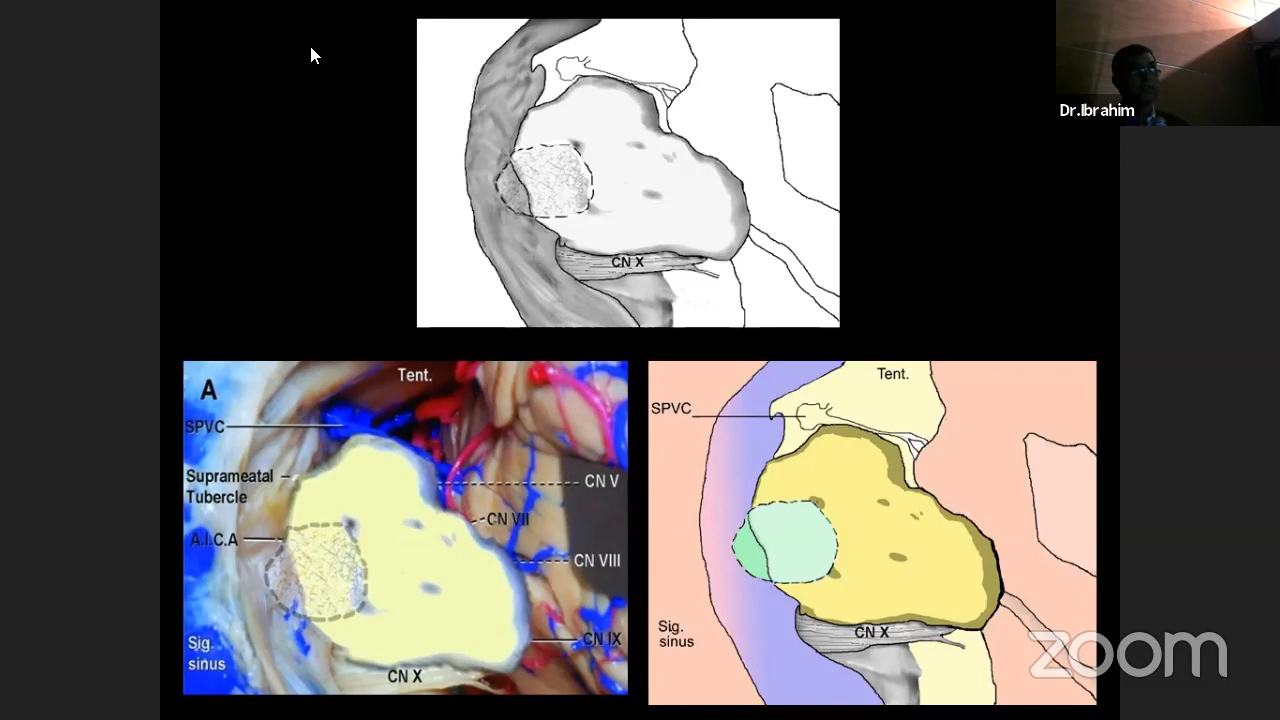 Dr.Ibrahim
CN X
A
Tent.
SPVC
Suprameatal
Tubercle
A.I.C.A
Sig.
sinus
CN V
CN VII
CN VIII
CN IX
CN X
Tent.
SPVC
Sig.
sinus
CN X
zoom